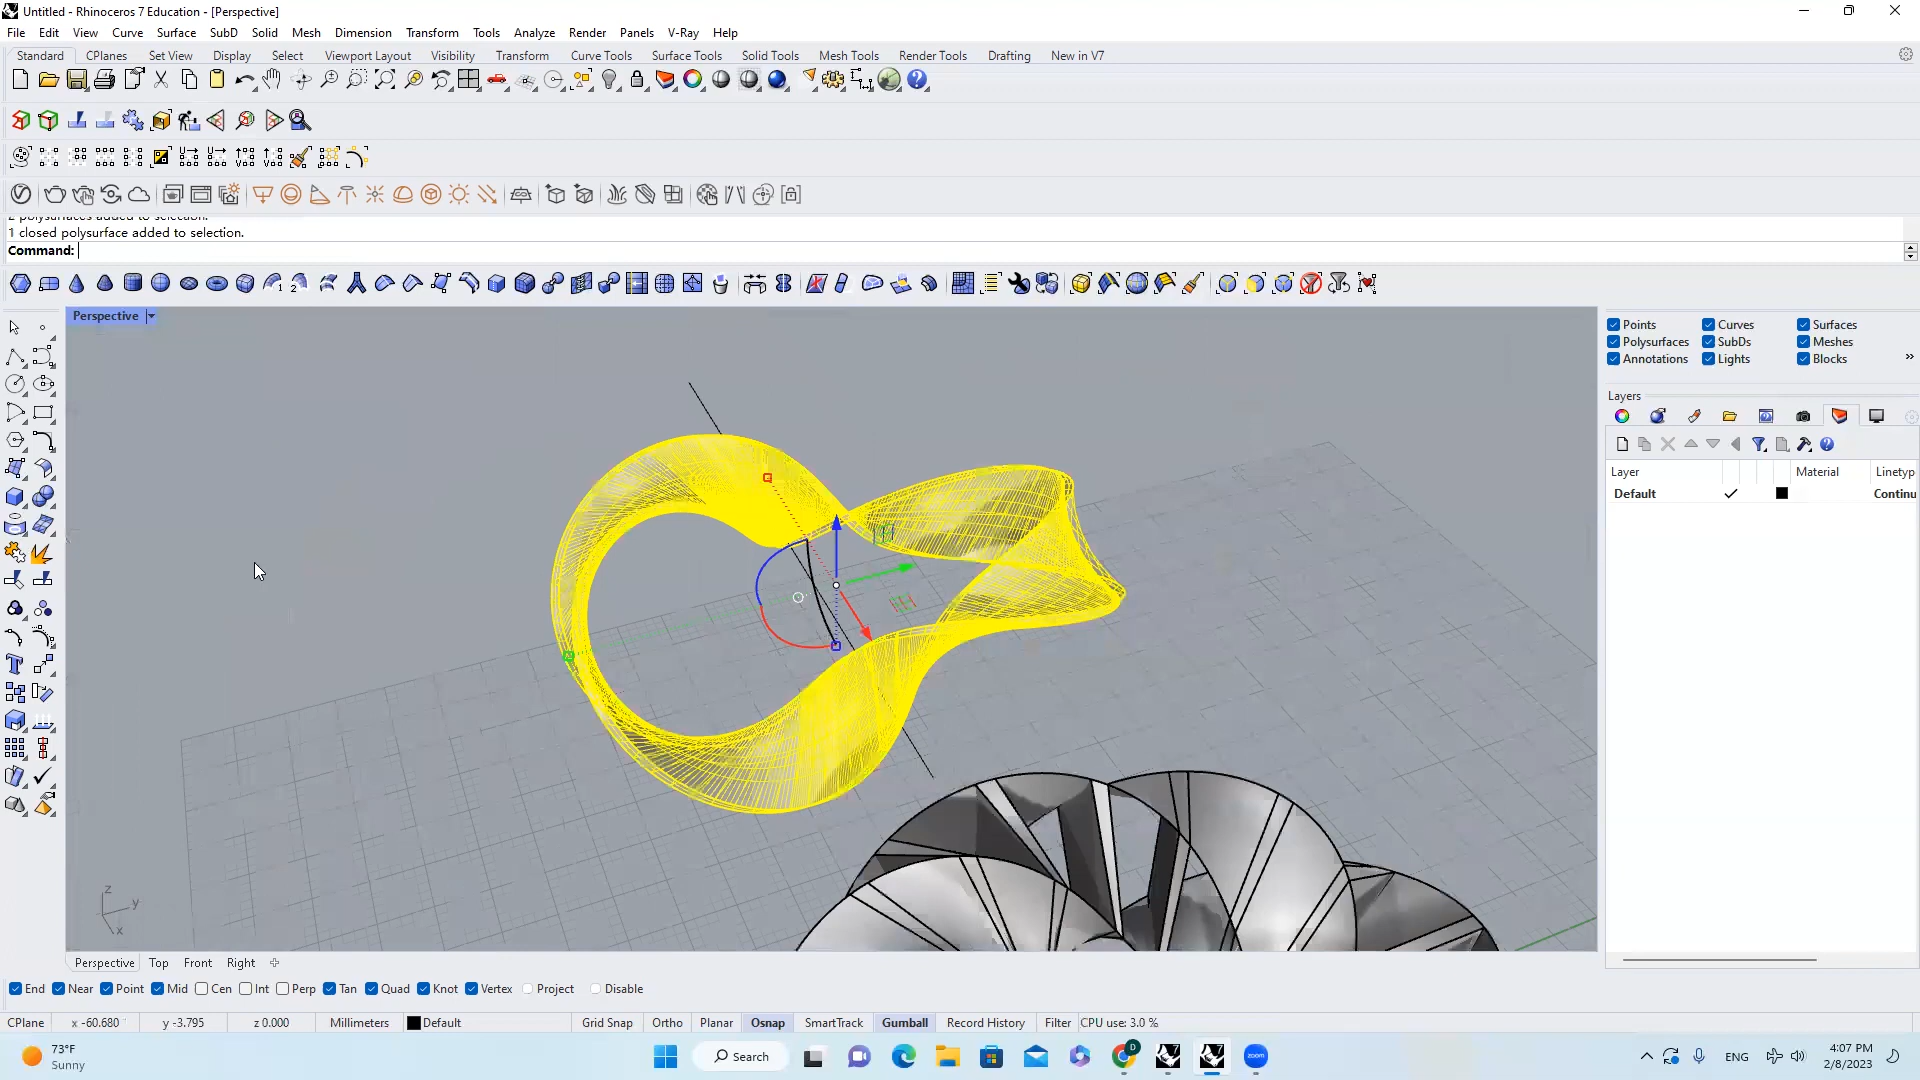 Untitled - Rhinoceros 7 Education - [Perspective]
File Edit View Curve Surface Solid SubD Mesh Dimension Transform Tools Analyze Render Panels V-Ray Help
Standard CPlanes Set View Display Select Viewport Layout Visibility Transform Curve Tools Surface Tools Solid Tools Mesh Tools Render Tools Drafting New in V7
2 polysurfaces added to selection.
1 closed polysurface added to selection.
Command:
Perspective
Points Curves Surfaces
Polysurfaces SubDs Meshes
Annotations Lights Blocks
Layers
Layer Material Linetyp
Default Continu
z
y
x
Perspective Top Front Right
End Near Point Mid Cen Int Perp Tan Quad Knot Vertex Project Disable
CPlane x -60.680 y -3.795 z 0.000 Millimeters Default Grid Snap Ortho Planar Osnap SmartTrack Gumball Record History Filter CPU use: 3.0 %
73°F
Sunny
Search
D
zoom
ENG
4:07 PM
2/8/2023